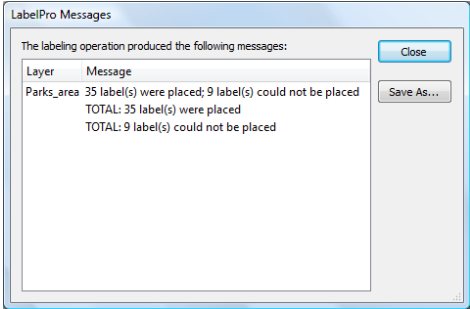 LabelPro Messages
The labeling operation produced the following messages:
Close
Layer Message
Save As...
Parks_area 35 label(s) were placed; 9 label(s) could not be placed
TOTAL: 35 label(s) were placed
TOTAL: 9 label(s) could not be placed